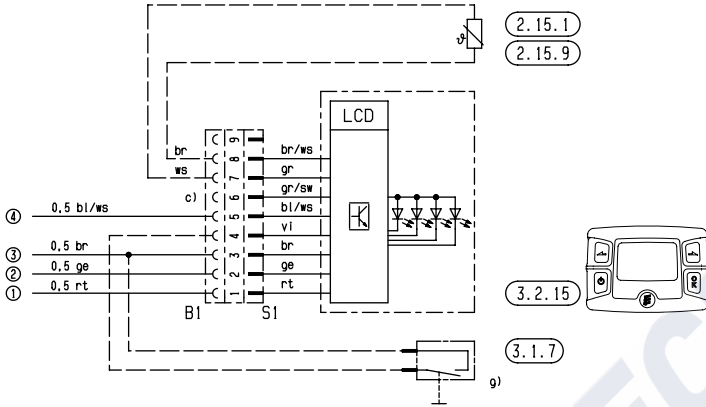 2.15.1
2.15.9
LCD
9
br 8 br/ws
ws 7 gr
c) 6 gr/sw
④ 0,5 bl/ws 5 bl/ws
4 vi
③ 0,5 br 3 br
② 0,5 ge 2 ge
① 0,5 rt 1 rt
B1 S1
3.2.15
3.1.7
g)